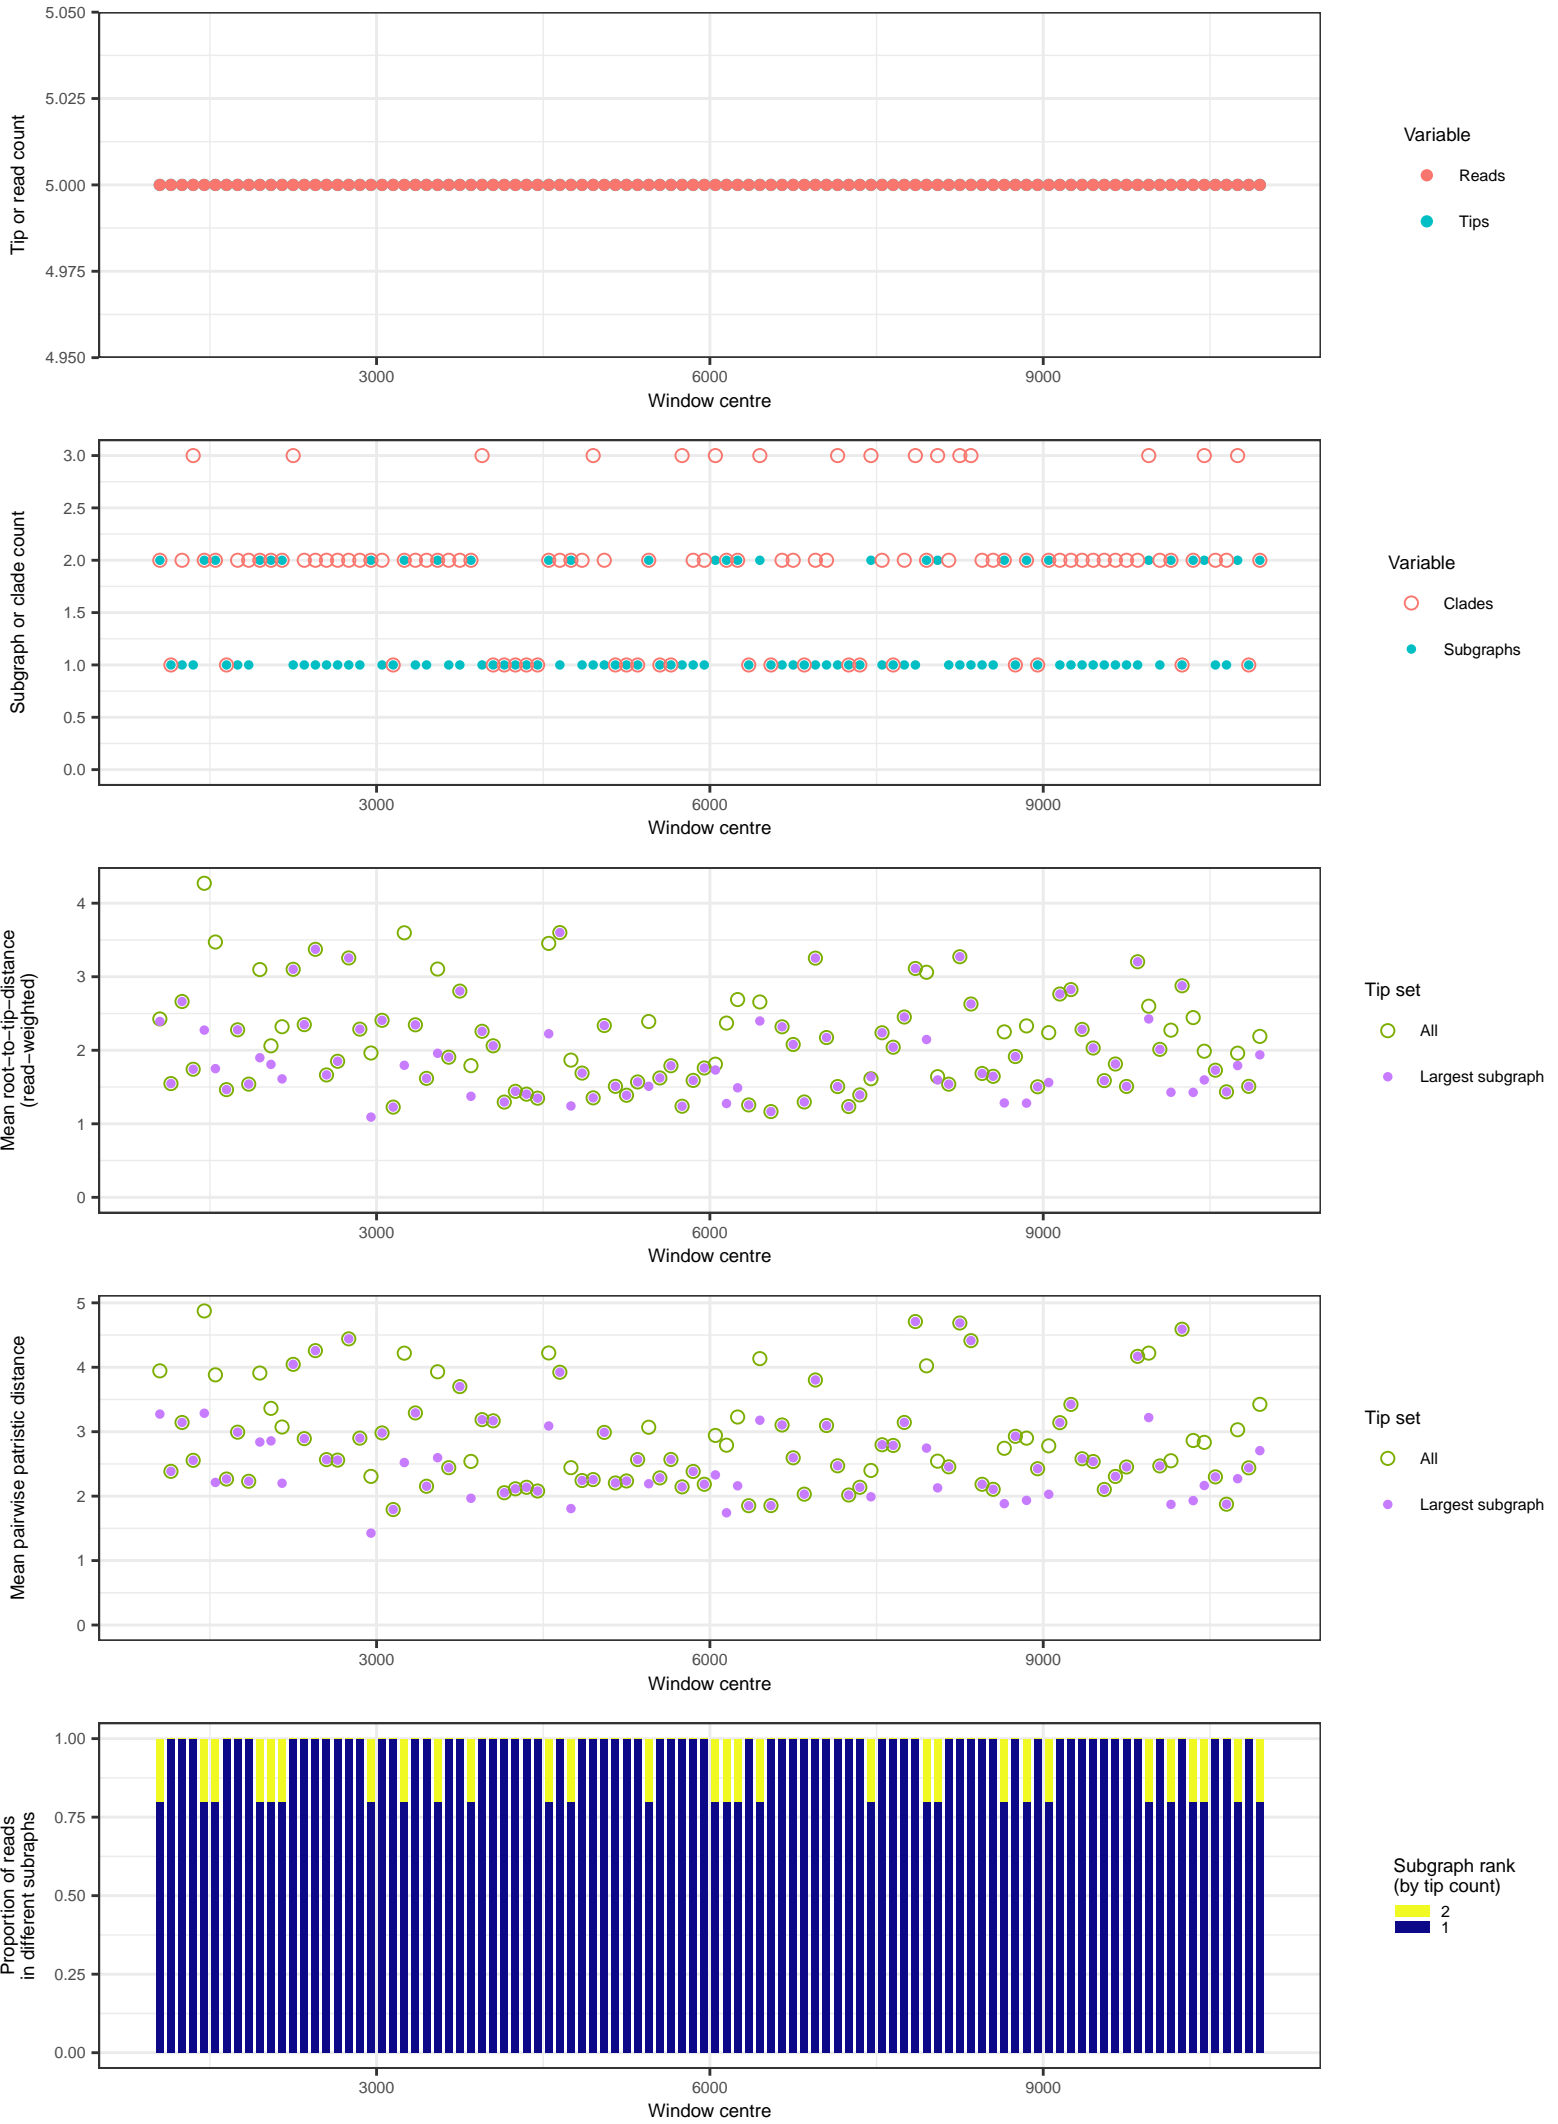 5.050
5.025
5.000
4.975
4.950
Tip or read count
3000
6000
9000
Window centre
Variable
Reads
Tips
3.0
2.5
2.0
1.5
1.0
0.5
0.0
Subgraph or clade count
3000
6000
9000
Window centre
Variable
Clades
Subgraphs
4
3
2
1
0
Mean root−to−tip−distance
(read−weighted)
3000
6000
9000
Window centre
Tip set
All
Largest subgraph
5
4
3
2
1
0
Mean pairwise patristic distance
3000
6000
9000
Window centre
Tip set
All
Largest subgraph
1.00
0.75
0.50
0.25
0.00
Proportion of reads
in different subraphs
3000
6000
9000
Window centre
Subgraph rank
(by tip count)
2
1